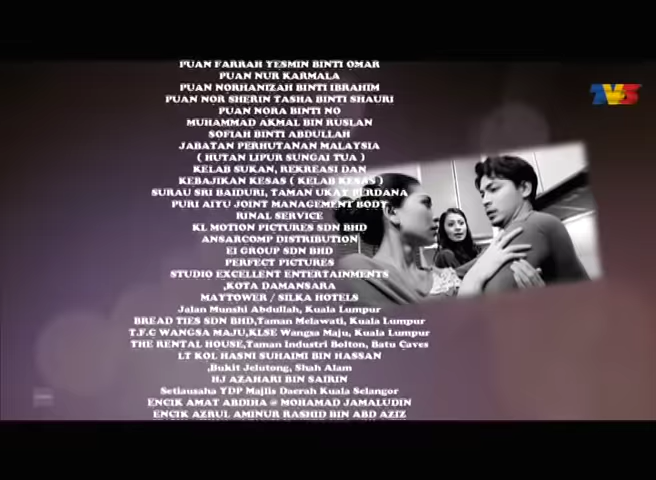 PUAN FARRAH YESMIN BINTI OMAR
PUAN NUR KARMALA
PUAN NORHANIZAH BINTI IBRAHIM
PUAN NOR SHERIN TASHA BINTI SHAURI
PUAN NORA BINTI NO
MUHAMMAD AKMAL BIN RUSLAN
SOFIAH BINTI ABDULLAH
JABATAN PERHUTANAN MALAYSIA
( HUTAN LIPUR SUNGAI TUA )
KELAB SUKAN, REKREASI DAN
KEBAJIKAN KESAS ( KELAB KESAS )
SURAU SRI BAIDURI, TAMAN UKAY PERDANA
PURI AIYU JOINT MANAGEMENT BODY
RINAL SERVICE
KL MOTION PICTURES SDN BHD
ANSARCOMP DISTRIBUTION
EI GROUP SDN BHD
PERFECT PICTURES
STUDIO EXCELLENT ENTERTAINMENTS
,KOTA DAMANSARA
MAYTOWER / SILKA HOTELS
Jalan Munshi Abdullah, Kuala Lumpur
BREAD TIES SDN BHD,Taman Melawati, Kuala Lumpur
T.F.C WANGSA MAJU,KLSE Wangsa Maju, Kuala Lumpur
THE RENTAL HOUSE,Taman Industri Bolton, Batu Caves
LT KOL HASNI SUHAIMI BIN HASSAN
,Bukit Jelutong, Shah Alam
HJ AZAHARI BIN SAIRIN
Setiausaha YDP Majlis Daerah Kuala Selangor
ENCIK AMAT ABDIHA @ MOHAMAD JAMALUDIN
ENCIK AZRUL AMINUR RASHID BIN ABD AZIZ
TV3